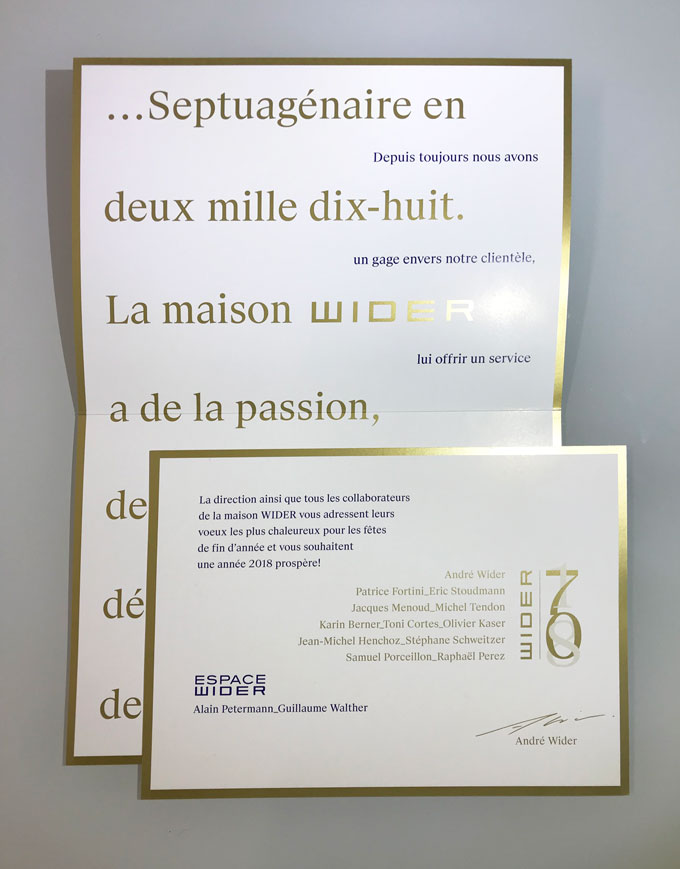 ...Septuagénaire en
Depuis toujours nous avons
deux mille dix-huit.
un gage envers notre clientèle,
La maison WIDER
lui offrir un service
a de la passion,
de
dé
de
La direction ainsi que tous les collaborateurs
de la maison WIDER vous adressent leurs
voeux les plus chaleureux pour les fêtes
de fin d'année et vous souhaitent
une année 2018 prospère!
André Wider
Patrice Fortini_Eric Stoudmann
Jacques Menoud_Michel Tendon
Karin Berner_Toni Cortes_Olivier Kaser
Jean-Michel Henchoz_Stéphane Schweitzer
Samuel Porceillon_Raphaël Perez
WIDER
70
18
ESPACE
WIDER
Alain Petermann_Guillaume Walther
André Wider